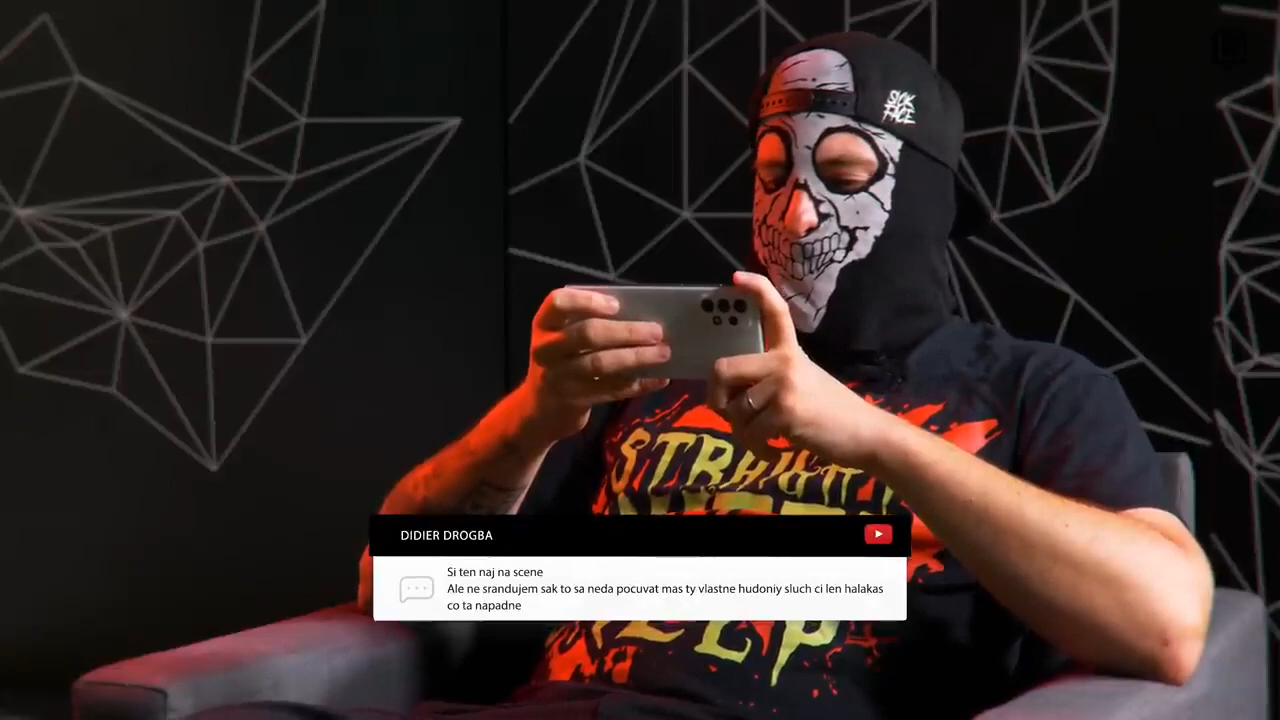 SICK
FACE
STRAIGHT
DIDIER DROGBA
Si ten naj na scene
Ale ne srandujem sak to sa neda pocuvat mas ty vlastne hudoniy sluch ci len halakas
co ta napadne